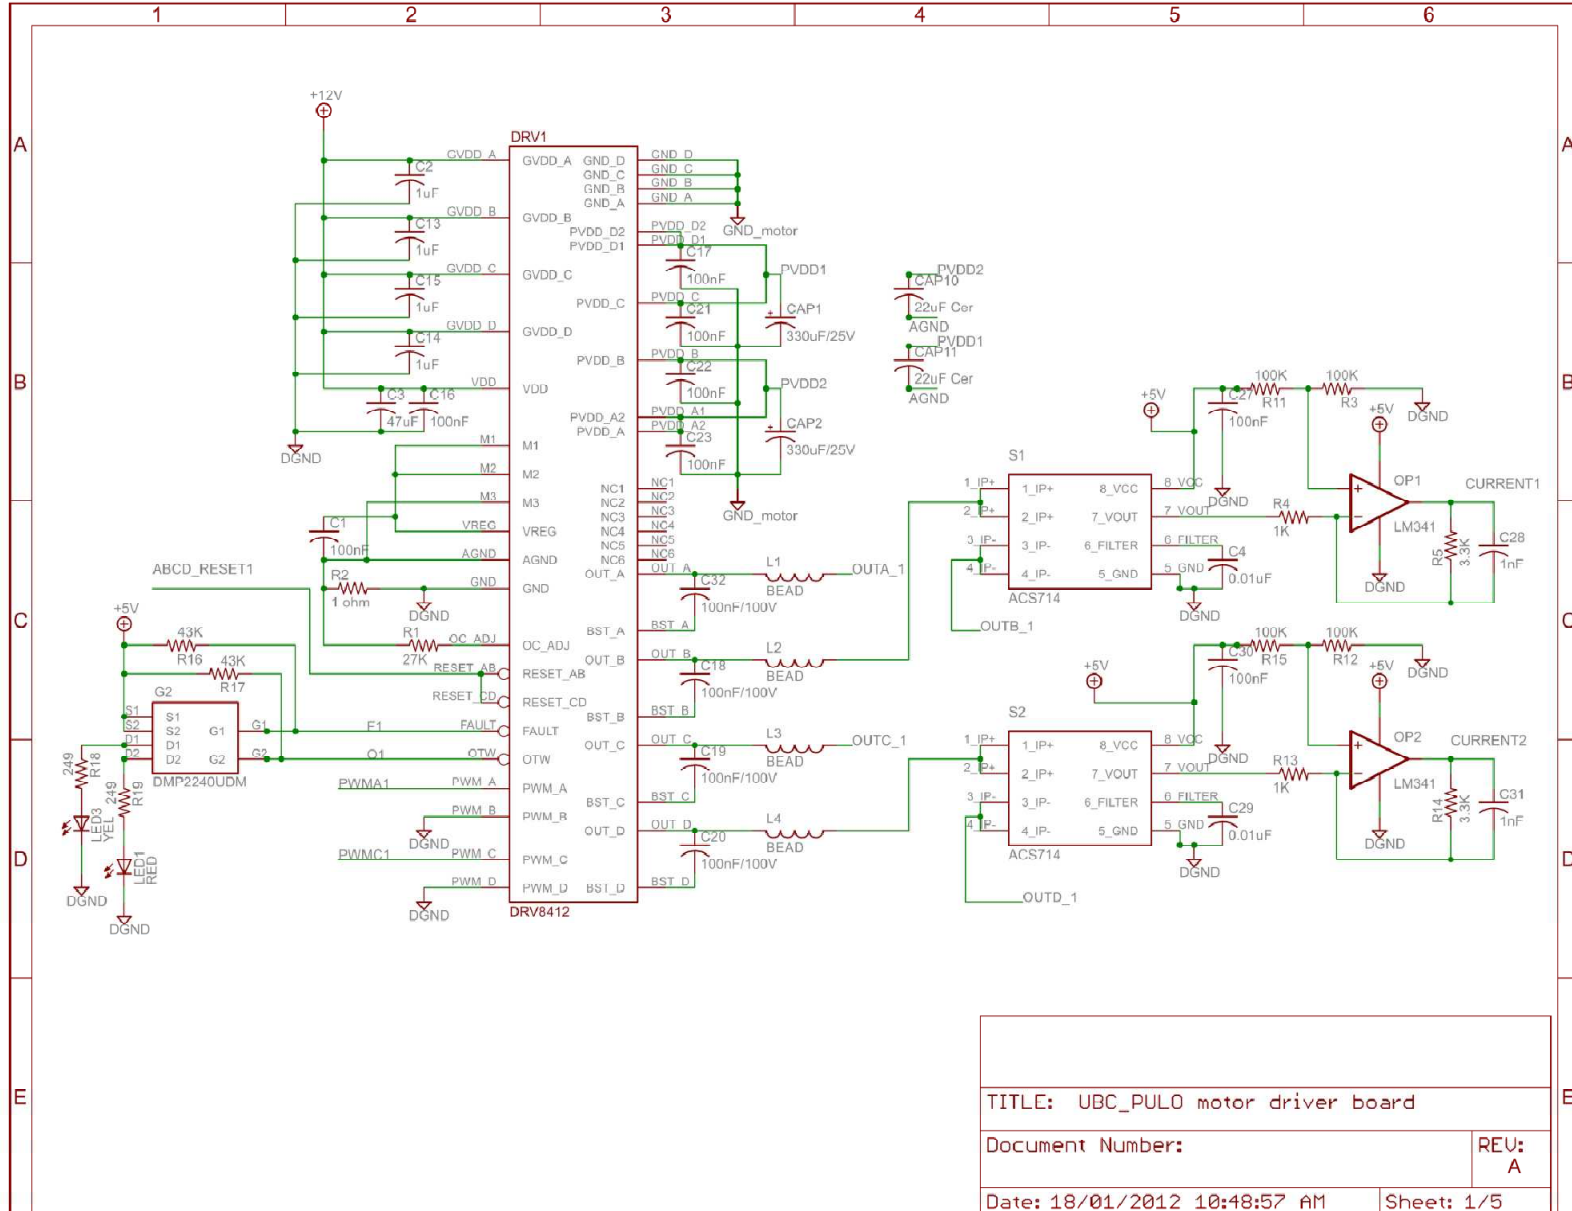 1 2 3 4 5 6
A A
B B
C C
D D
E E
+12V
DRV1
GVDD_A GVDD_A GND_D GND_D
C2 GND_C GND_C
1uF GND_B GND_B
GND_A GND_A
GVDD_B GVDD_B
C13
1uF
GND_motor
PVDD_D2 PVDD_D2
PVDD_D1 PVDD_D1
C17
100nF
GVDD_C GVDD_C
C15
1uF
PVDD1
PVDD_C PVDD_C
C21
100nF
CAP1
330uF/25V
GVDD_D GVDD_D
C14
1uF
PVDD_B PVDD_B
C22
100nF
PVDD2
VDD VDD
C3 C16
47uF 100nF
DGND
PVDD_A2 PVDD_A1
PVDD_A PVDD_A2
C23
100nF
CAP2
330uF/25V
GND_motor
PVDD2
CAP10
22uF Cer
AGND
PVDD1
CAP11
22uF Cer
AGND
M1 M1
M2 M2
M3 M3
VREG VREG
C1
100nF
AGND AGND
R2
1 ohm
GND GND
DGND
R1
27K
OC_ADJ OC_ADJ
NC1 NC1
NC2 NC2
NC3 NC3
NC4 NC4
NC5 NC5
NC6 NC6
OUT_A OUT_A
C32
100nF/100V
BST_A BST_A
L1
BEAD
OUTA_1
OUT_B OUT_B
C18
100nF/100V
BST_B BST_B
L2
BEAD
OUT_C OUT_C
C19
100nF/100V
BST_C BST_C
L3
BEAD
OUTC_1
OUT_D OUT_D
C20
100nF/100V
BST_D BST_D
L4
BEAD
ABCD_RESET1
+5V
43K
R16
43K
R17
RESET_AB RESET_AB
RESET_CD RESET_CD
G2
S1 S1
S2 S2 G1 G1
D1 D1
D2 D2 G2 G2
DMP2240UDM
F1 FAULT FAULT
O1 OTW OTW
249
R18
249
R19
LED3
YEL
LED1
RED
DGND
DGND
PWMA1 PWM_A PWM_A
PWM_B PWM_B
DGND
PWMC1 PWM_C PWM_C
PWM_D PWM_D
DGND
DRV8412
S1
1_IP+ 1_IP+ 8_VCC 8_VCC
2_IP+ 2_IP+ 7_VOUT 7_VOUT
3_IP- 3_IP- 6_FILTER 6_FILTER
4_IP- 4_IP- 5_GND 5_GND
ACS714
OUTB_1
+5V
C27
100nF
DGND
100K
R11
100K
R3
DGND
+5V
OP1
LM341
CURRENT1
R4
1K
R5
3.3K
C28
1nF
C4
0.01uF
DGND
DGND
S2
1_IP+ 1_IP+ 8_VCC 8_VCC
2_IP+ 2_IP+ 7_VOUT 7_VOUT
3_IP- 3_IP- 6_FILTER 6_FILTER
4_IP- 4_IP- 5_GND 5_GND
ACS714
OUTD_1
+5V
C30
100nF
DGND
100K
R15
100K
R12
DGND
+5V
OP2
LM341
CURRENT2
R13
1K
R14
3.3K
C31
1nF
C29
0.01uF
DGND
DGND
TITLE: UBC_PULO motor driver board
Document Number:
REV:
A
Date: 18/01/2012 10:48:57 AM
Sheet: 1/5